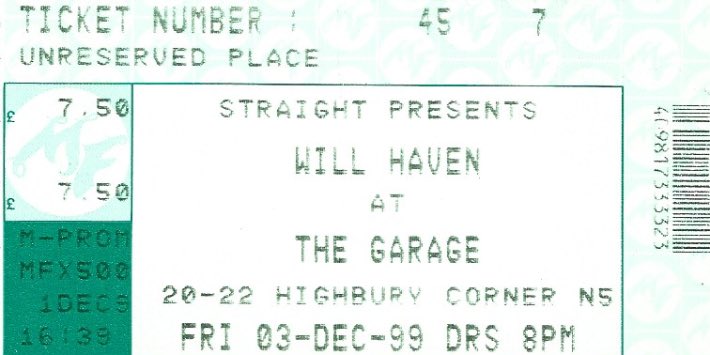 TICKET NUMBER : 45 7
UNRESERVED PLACE
£ 7.50
£ 7.50
M-PROM
MFX500
1DEC9
16:39
STRAIGHT PRESENTS
WILL HAVEN
AT
THE GARAGE
20-22 HIGHBURY CORNER N5
FRI 03-DEC-99 DRS 8PM